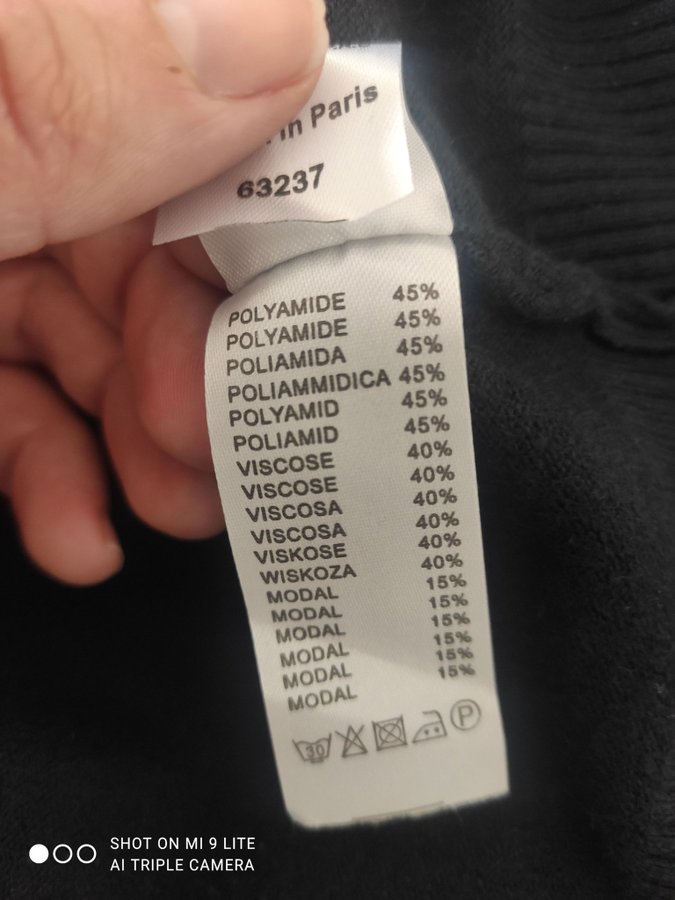 in Paris
63237
POLYAMIDE 45%
POLYAMIDE 45%
POLIAMIDA 45%
POLIAMMIDICA 45%
POLYAMID 45%
POLIAMID 45%
VISCOSE 40%
VISCOSE 40%
VISCOSA 40%
VISCOSA 40%
VISKOSE 40%
WISKOZA 40%
MODAL 15%
MODAL 15%
MODAL 15%
MODAL 15%
MODAL 15%
MODAL 15%
30 P
SHOT ON MI 9 LITE
AI TRIPLE CAMERA